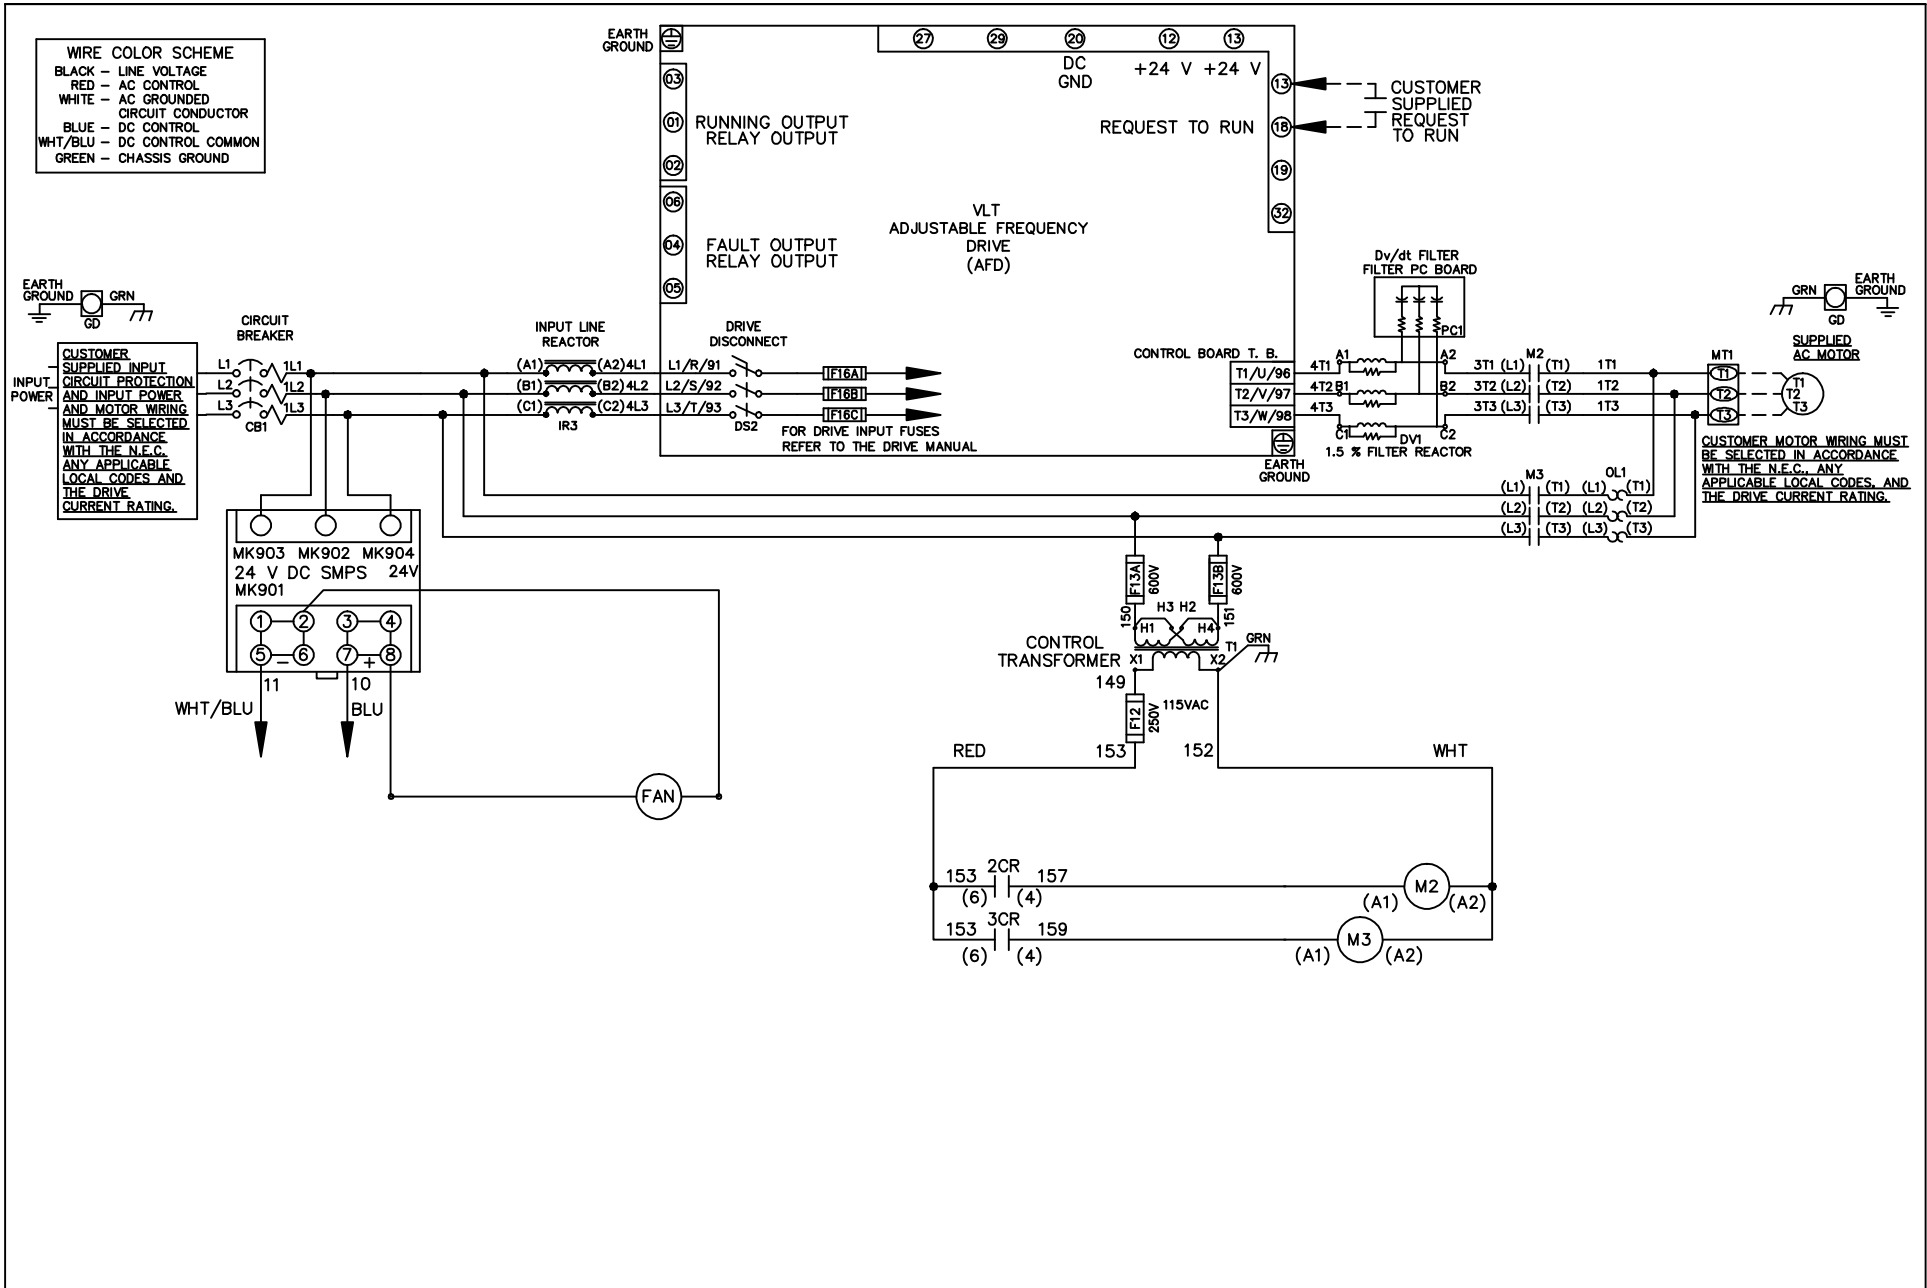 WIRE COLOR SCHEME
BLACK – LINE VOLTAGE
RED – AC CONTROL
WHITE – AC GROUNDED
CIRCUIT CONDUCTOR
BLUE – DC CONTROL
WHT/BLU – DC CONTROL COMMON
GREEN – CHASSIS GROUND
EARTH
GROUND
03
01
02
RUNNING OUTPUT
RELAY OUTPUT
06
04
05
FAULT OUTPUT
RELAY OUTPUT
27 29 20 12 13
DC
GND
+24 V +24 V
13
REQUEST TO RUN 18
19
32
CUSTOMER
SUPPLIED
REQUEST
TO RUN
VLT
ADJUSTABLE FREQUENCY
DRIVE
(AFD)
Dv/dt FILTER
FILTER PC BOARD
PC1
EARTH
GROUND
GRN
GD
GRN
EARTH
GROUND
GD
SUPPLIED
AC MOTOR
INPUT
POWER
CUSTOMER
SUPPLIED INPUT
CIRCUIT PROTECTION
AND INPUT POWER
AND MOTOR WIRING
MUST BE SELECTED
IN ACCORDANCE
WITH THE N.E.C.
ANY APPLICABLE
LOCAL CODES AND
THE DRIVE
CURRENT RATING.
CIRCUIT
BREAKER
L1 1L1
L2 1L2
L3 1L3
CB1
INPUT LINE
REACTOR
(A1) (A2) 4L1 L1/R/91
(B1) (B2) 4L2 L2/S/92
(C1) (C2) 4L3 L3/T/93
IR3
DRIVE
DISCONNECT
DS2
F16A
F16B
F16C
FOR DRIVE INPUT FUSES
REFER TO THE DRIVE MANUAL
CONTROL BOARD T. B.
T1/U/96 4T1 A1 A2 3T1 (L1) M2 (T1) 1T1
T2/V/97 4T2 B1 B2 3T2 (L2) (T2) 1T2
T3/W/98 4T3 C1 C2 3T3 (L3) (T3) 1T3
DV1
1.5 % FILTER REACTOR
EARTH
GROUND
MT1
T1
T2
T3
T1
T2
T3
CUSTOMER MOTOR WIRING MUST
BE SELECTED IN ACCORDANCE
WITH THE N.E.C., ANY
APPLICABLE LOCAL CODES, AND
THE DRIVE CURRENT RATING.
M3 OL1
(L1) (T1) (L1) (T1)
(L2) (T2) (L2) (T2)
(L3) (T3) (L3) (T3)
MK903 MK902 MK904
24 V DC SMPS 24V
MK901
1 2 3 4
5 – 6 7 + 8
11 10
WHT/BLU BLU
FAN
F13A
600V
F13B
600V
150
151
H3 H2
H1 H4
CONTROL
TRANSFORMER
X1 X2
T1
GRN
149
F12
250V
115VAC
RED 153 152 WHT
153 2CR 157
(6) (4)
M2
(A1) (A2)
153 3CR 159
(6) (4)
M3
(A1) (A2)